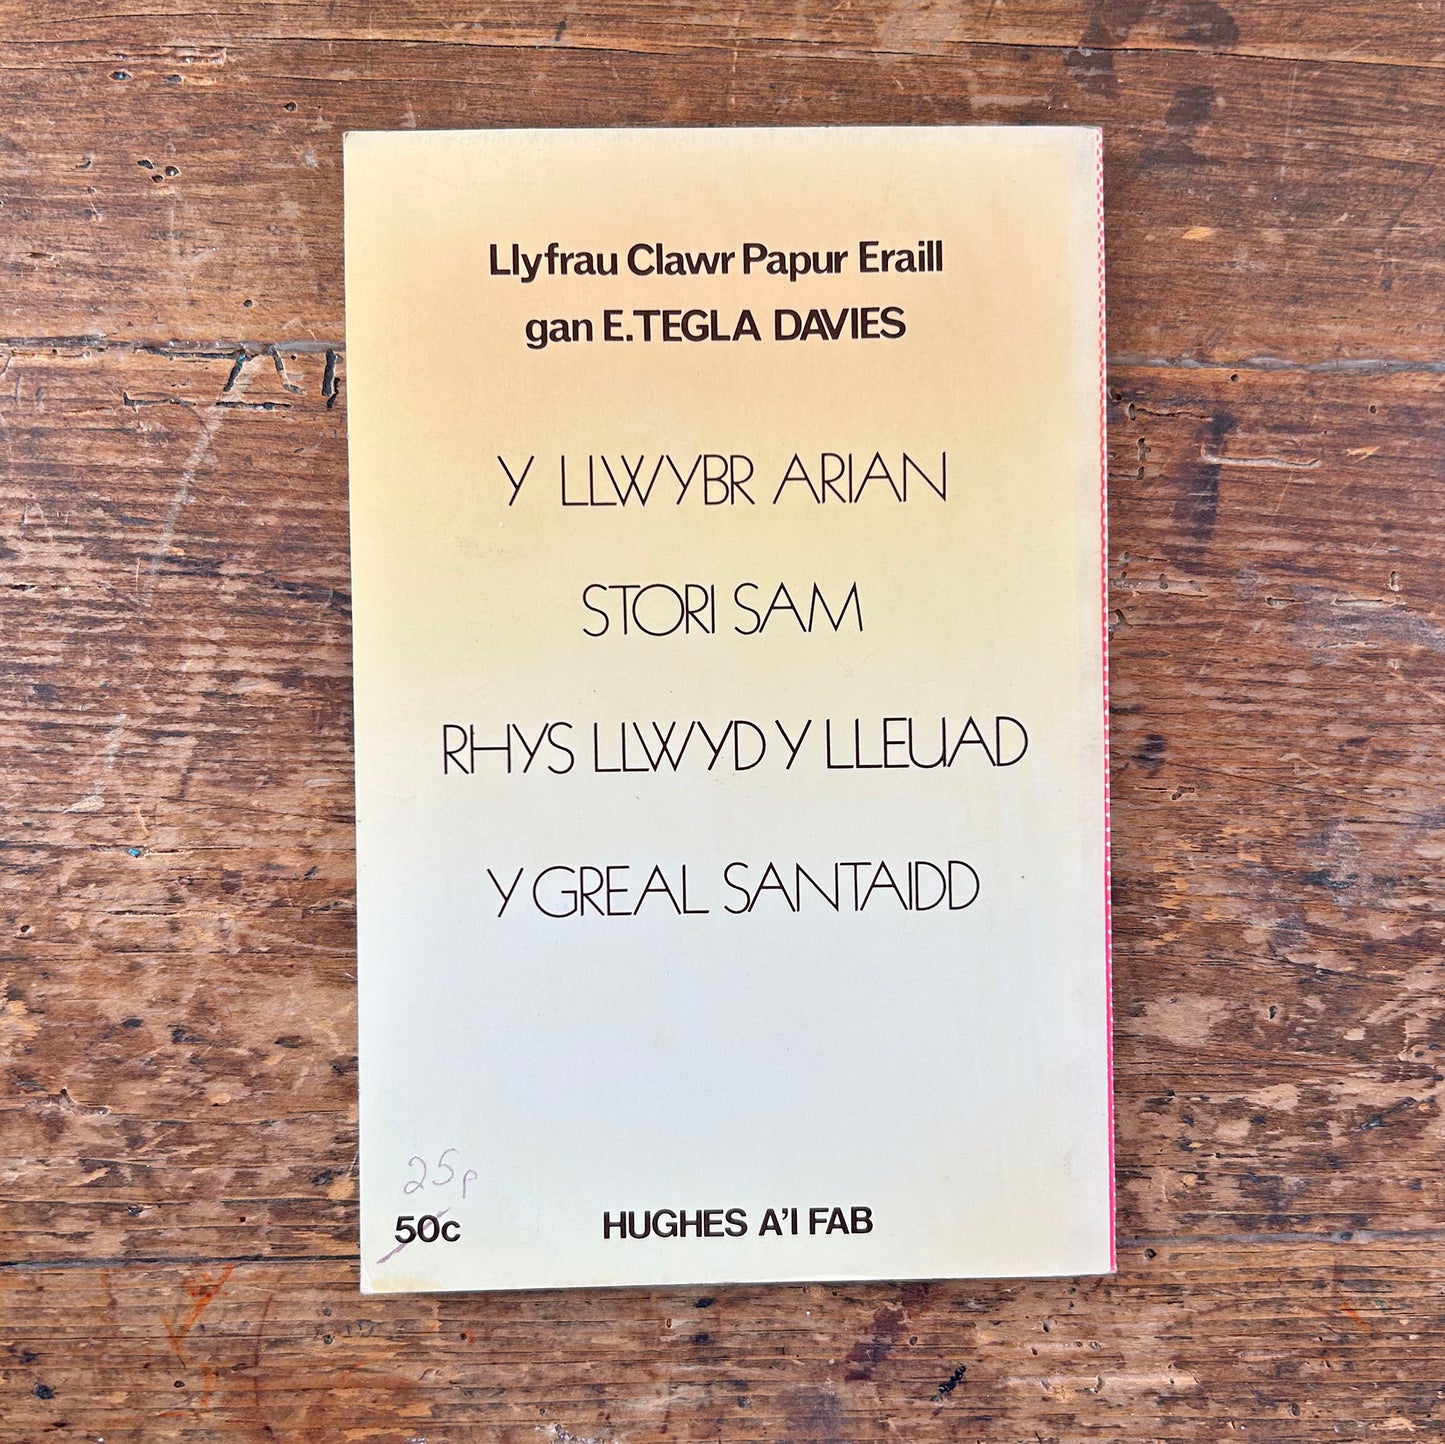 Llyfrau Clawr Papur Eraill
gan E.TEGLA DAVIES
Y LLWYBR ARIAN
STORI SAM
RHYS LLWYD Y LLEUAD
Y GREAL SANTAIDD
25p
50c
HUGHES A'I FAB